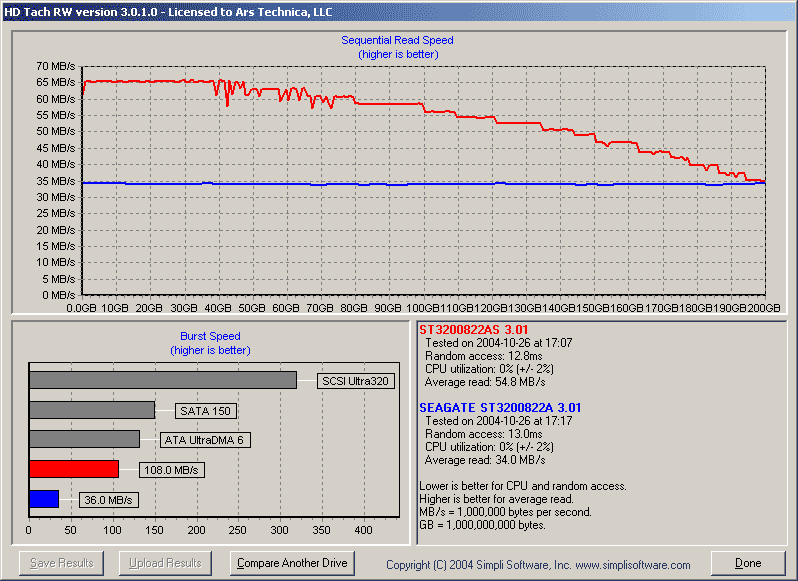 HD Tach RW version 3.0.1.0 - Licensed to Ars Technica, LLC
Sequential Read Speed
(higher is better)
70 MB/s
65 MB/s
60 MB/s
55 MB/s
50 MB/s
45 MB/s
40 MB/s
35 MB/s
30 MB/s
25 MB/s
20 MB/s
15 MB/s
10 MB/s
5 MB/s
0 MB/s
0.0GB 10GB 20GB 30GB 40GB 50GB 60GB 70GB 80GB 90GB 100GB 110GB 120GB 130GB 140GB 150GB 160GB 170GB 180GB 190GB 200GB
Burst Speed
(higher is better)
SCSI Ultra320
SATA 150
ATA UltraDMA 6
108.0 MB/s
36.0 MB/s
0 50 100 150 200 250 300 350 400
ST3200822AS 3.01
Tested on 2004-10-26 at 17:07
Random access: 12.8ms
CPU utilization: 0% (+/- 2%)
Average read: 54.8 MB/s
SEAGATE ST3200822A 3.01
Tested on 2004-10-26 at 17:17
Random access: 13.0ms
CPU utilization: 0% (+/- 2%)
Average read: 34.0 MB/s
Lower is better for CPU and random access.
Higher is better for average read.
MB/s = 1,000,000 bytes per second.
GB = 1,000,000,000 bytes.
Save Results
Upload Results
Compare Another Drive
Copyright (C) 2004 Simpli Software, Inc. www.simplisoftware.com
Done